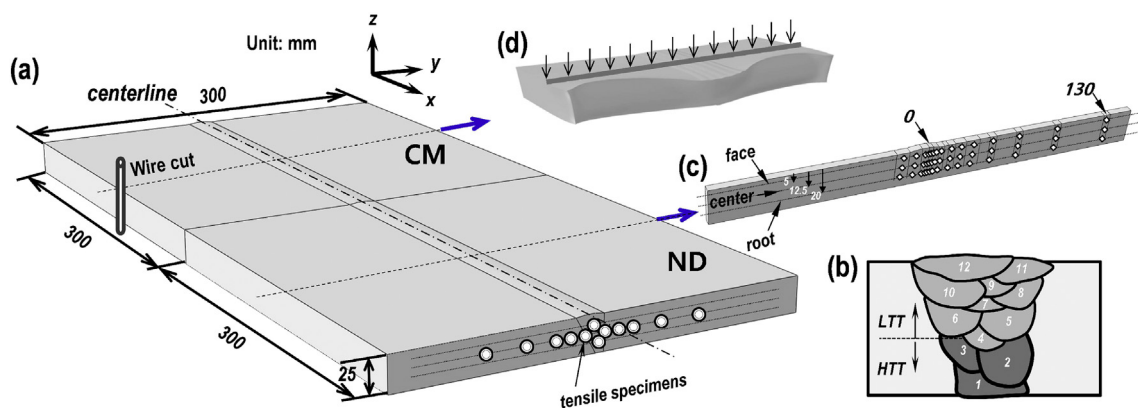 (a)
Unit: mm
z
y
x
centerline
300
Wire cut
CM
300
ND
300
25
tensile specimens
(d)
(c)
0
130
face
center
root
5
12.5
20
(b)
12
11
9
10
8
7
6
5
4
3
2
1
LTT
HTT